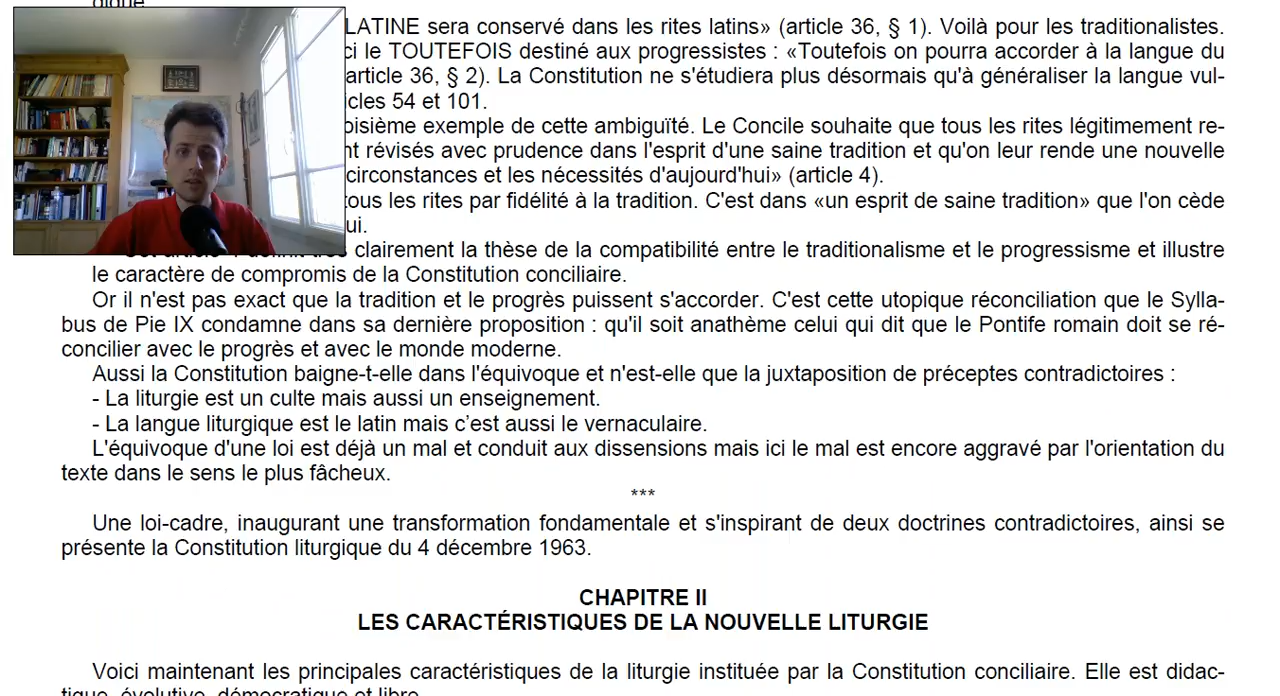 LATINE sera conservé dans les rites latins» (article 36, § 1). Voilà pour les traditionalistes.
ci le TOUTEFOIS destiné aux progressistes : «Toutefois on pourra accorder à la langue du
article 36, § 2). La Constitution ne s'étudiera plus désormais qu'à généraliser la langue vul-
icles 54 et 101.
oisième exemple de cette ambiguïté. Le Concile souhaite que tous les rites légitimement re-
nt révisés avec prudence dans l'esprit d'une saine tradition et qu'on leur rende une nouvelle
circonstances et les nécessités d'aujourd'hui» (article 4).
tous les rites par fidélité à la tradition. C'est dans «un esprit de saine tradition» que l'on cède
ui.
clairement la thèse de la compatibilité entre le traditionalisme et le progressisme et illustre
le caractère de compromis de la Constitution conciliaire.
Or il n'est pas exact que la tradition et le progrès puissent s'accorder. C'est cette utopique réconciliation que le Sylla-
bus de Pie IX condamne dans sa dernière proposition : qu'il soit anathème celui qui dit que le Pontife romain doit se ré-
concilier avec le progrès et avec le monde moderne.
Aussi la Constitution baigne-t-elle dans l'équivoque et n'est-elle que la juxtaposition de préceptes contradictoires :
- La liturgie est un culte mais aussi un enseignement.
- La langue liturgique est le latin mais c’est aussi le vernaculaire.
L'équivoque d'une loi est déjà un mal et conduit aux dissensions mais ici le mal est encore aggravé par l'orientation du
texte dans le sens le plus fâcheux.
***
Une loi-cadre, inaugurant une transformation fondamentale et s'inspirant de deux doctrines contradictoires, ainsi se
présente la Constitution liturgique du 4 décembre 1963.
CHAPITRE II
LES CARACTÉRISTIQUES DE LA NOUVELLE LITURGIE
Voici maintenant les principales caractéristiques de la liturgie instituée par la Constitution conciliaire. Elle est didac-
tique, évolutive, démocratique et libre.